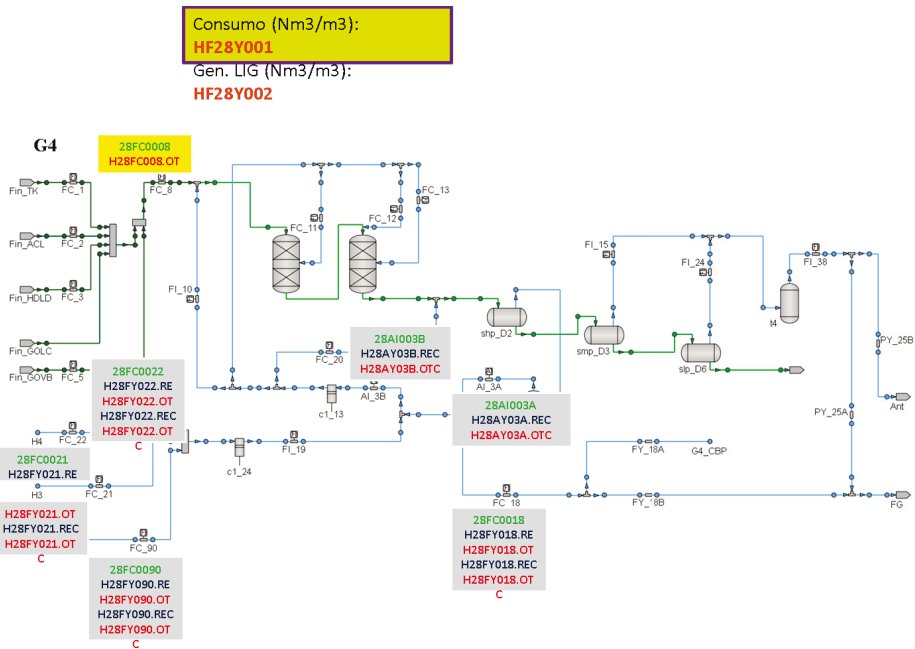 Consumo (Nm3/m3):
HF28Y001
Gen. LIG (Nm3/m3):
HF28Y002
G4
28FC0008
H28FC008.OT
Fin_TK
FC_1
FC_8
FC_13
FC_12
FC_11
Fin_ACL
FC_2
FI_15
FI_24
FI_38
FI_10
Fin_HDLD
FC_3
shp_D2
t4
smp_D3
slp_D6
PY_25B
Fin_GOLC
Fin_GOVB
FC_5
28AI003B
H28AY03B.REC
H28AY03B.OTC
FC_20
28FC0022
H28FY022.RE
H28FY022.OT
H28FY022.REC
H28FY022.OT
C
c1_13
AI_3B
AI_3A
28AI003A
H28AY03A.REC
H28AY03A.OTC
Ant
PY_25A
H4
FC_22
c1_24
FI_19
FY_18A
G4_CBP
28FC0021
H28FY021.RE
H3
FC_21
FC_18
FY_18B
FG
H28FY021.OT
H28FY021.REC
H28FY021.OT
C
FC_90
28FC0018
H28FY018.RE
H28FY018.OT
H28FY018.REC
H28FY018.OT
C
28FC0090
H28FY090.RE
H28FY090.OT
H28FY090.REC
H28FY090.OT
C